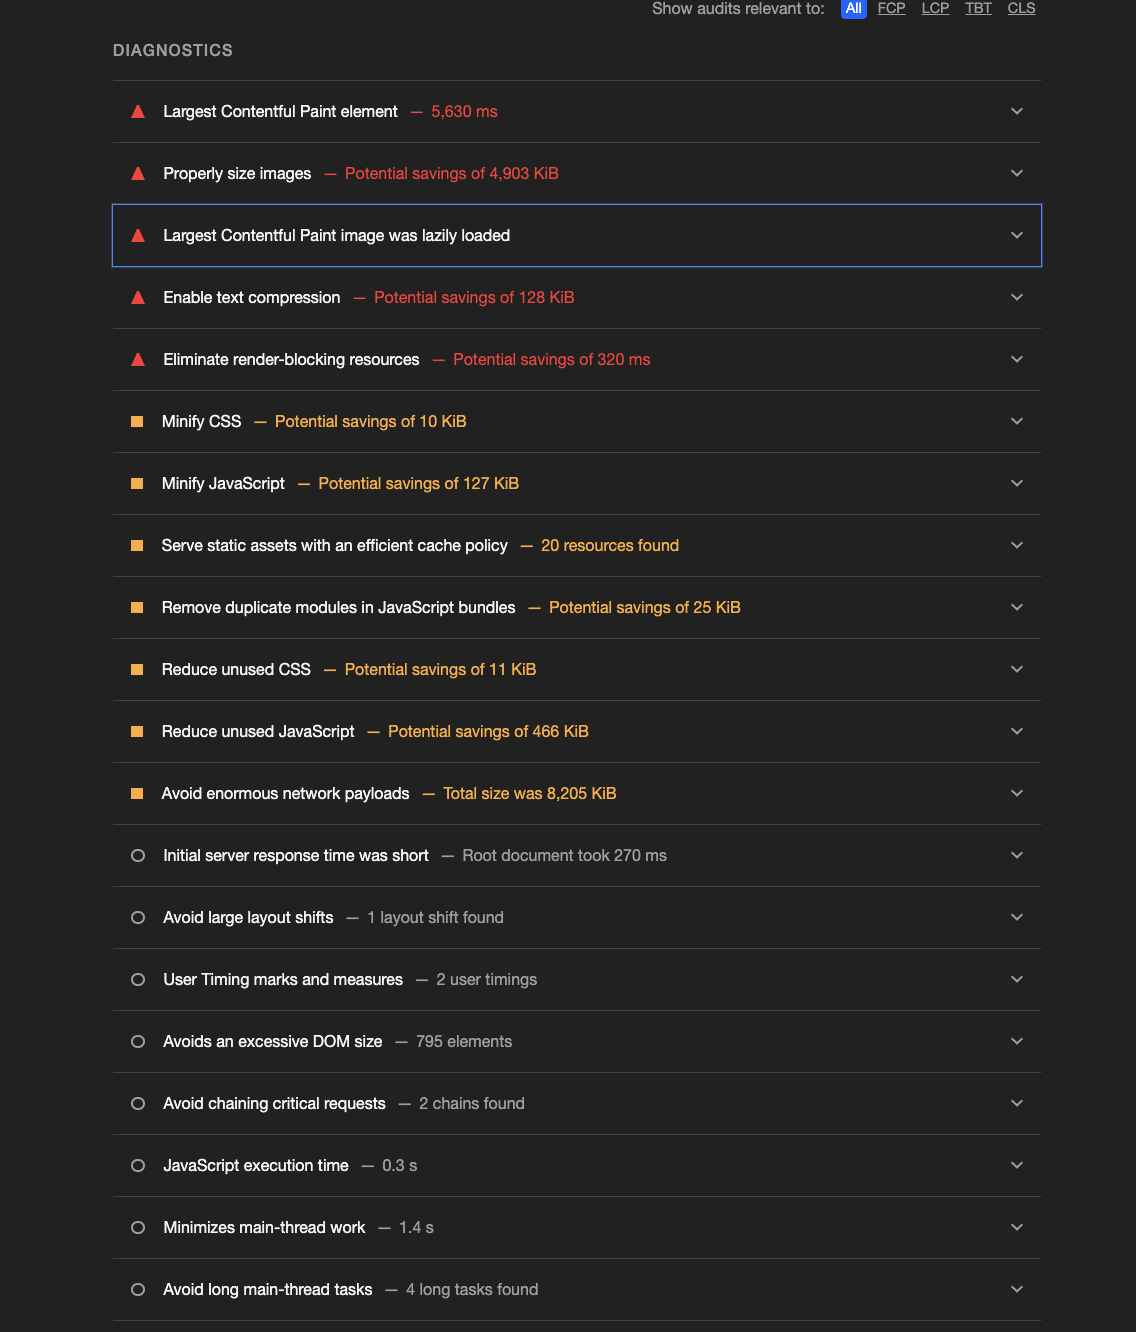 Show audits relevant to: All FCP LCP TBT CLS
DIAGNOSTICS
Largest Contentful Paint element — 5,630 ms
Properly size images — Potential savings of 4,903 KiB
Largest Contentful Paint image was lazily loaded
Enable text compression — Potential savings of 128 KiB
Eliminate render-blocking resources — Potential savings of 320 ms
Minify CSS — Potential savings of 10 KiB
Minify JavaScript — Potential savings of 127 KiB
Serve static assets with an efficient cache policy — 20 resources found
Remove duplicate modules in JavaScript bundles — Potential savings of 25 KiB
Reduce unused CSS — Potential savings of 11 KiB
Reduce unused JavaScript — Potential savings of 466 KiB
Avoid enormous network payloads — Total size was 8,205 KiB
Initial server response time was short — Root document took 270 ms
Avoid large layout shifts — 1 layout shift found
User Timing marks and measures — 2 user timings
Avoids an excessive DOM size — 795 elements
Avoid chaining critical requests — 2 chains found
JavaScript execution time — 0.3 s
Minimizes main-thread work — 1.4 s
Avoid long main-thread tasks — 4 long tasks found